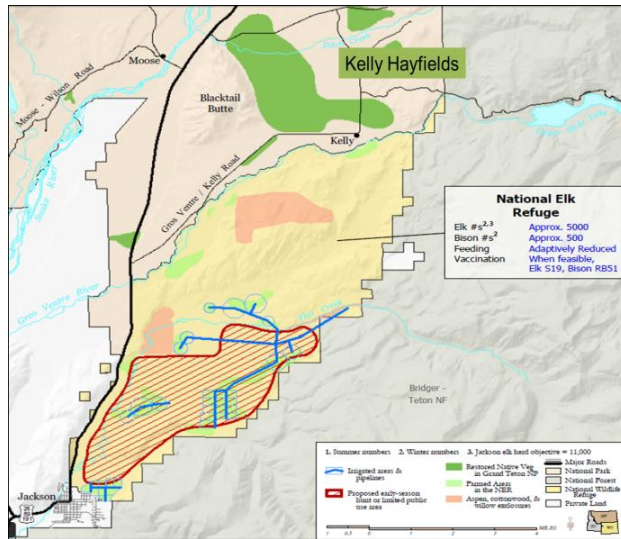 Moose
Moose - Wilson Road
Ditch Creek
Kelly Hayfields
Blacktail
Butte
Kelly
Snake River
Gros Ventre / Kelly Road
Gros Ventre River
Flat Creek
National Elk
Refuge
Elk #s2,3 Approx. 5000
Bison #s2 Approx. 500
Feeding Adaptively Reduced
Vaccination When feasible,
Elk S19, Bison RB51
Bridger -
Teton NF
Jackson
1. Summer numbers 2. Winter numbers 3. Jackson elk herd objective = 11,000
Irrigated areas &
pipelines
Proposed early-season
hunt or limited public
use area
Restored Native Veg
in Grand Teton NP
Farmed Areas
in the NER
Aspen, cottonwood, &
willow exclosures
Major Roads
National Park
National Forest
National Wildlife
Refuge
Private Land
MILES